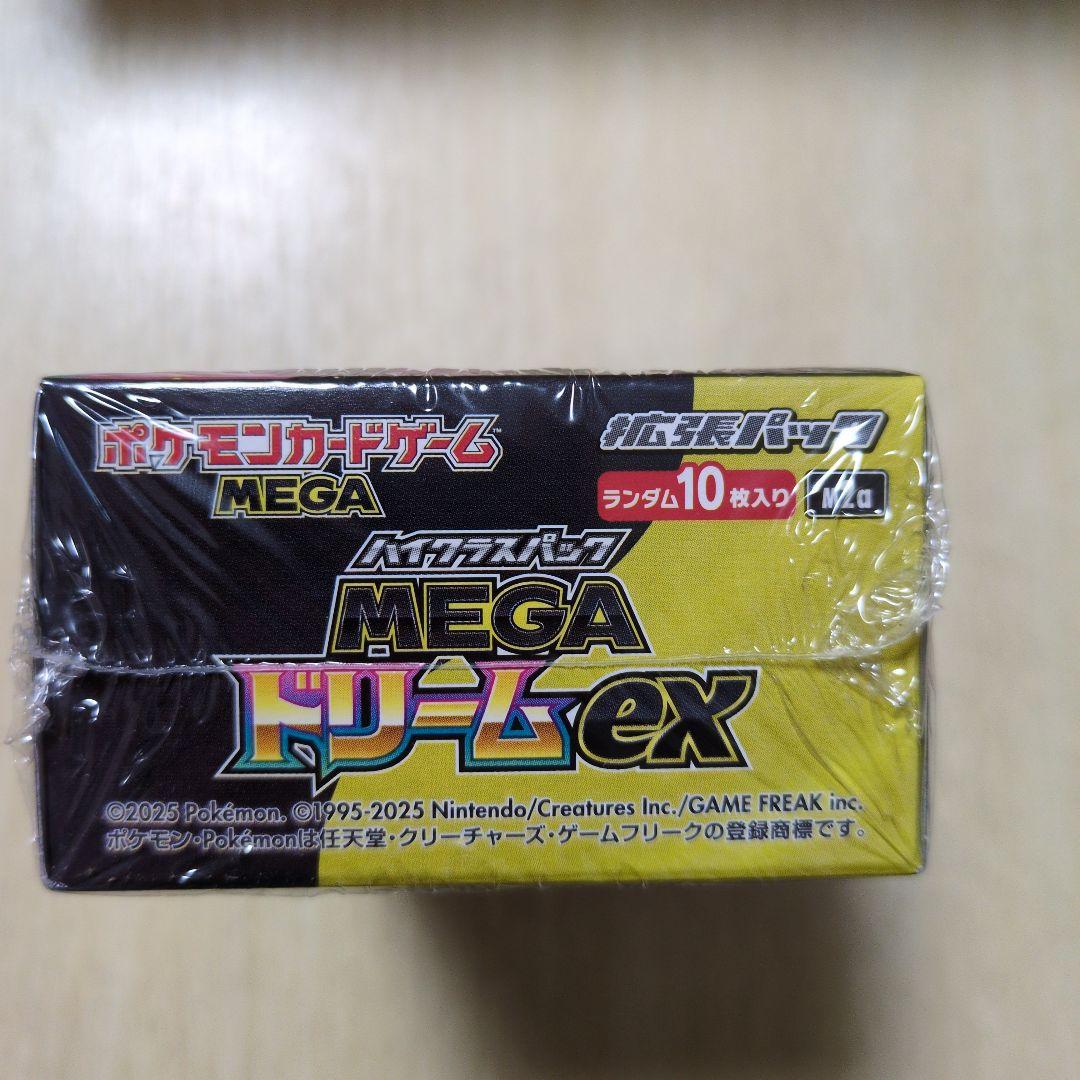 ポケモンカードゲーム™
MEGA
拡張パック
ランダム10枚入り M2a
ハイクラスパック
MEGA
ドリームex
©2025 Pokémon. ©1995-2025 Nintendo/Creatures Inc./GAME FREAK inc.
ポケモン・Pokémonは任天堂・クリーチャーズ・ゲームフリークの登録商標です。